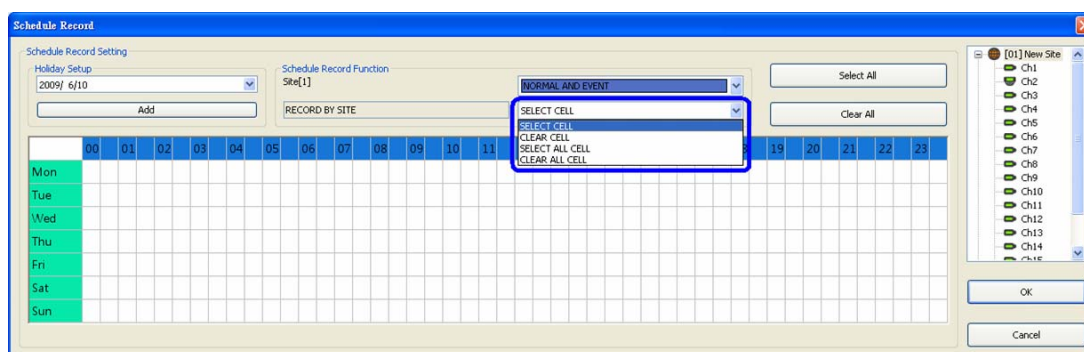 Schedule Record
Schedule Record Setting
Holiday Setup
2009/ 6/10
Add
Schedule Record Function
Site[1]
NORMAL AND EVENT
RECORD BY SITE
SELECT CELL
SELECT CELL
CLEAR CELL
SELECT ALL CELL
CLEAR ALL CELL
Select All
Clear All
00 01 02 03 04 05 06 07 08 09 10 11 19 20 21 22 23
Mon
Tue
Wed
Thu
Fri
Sat
Sun
[01] New Site
Ch1
Ch2
Ch3
Ch4
Ch5
Ch6
Ch7
Ch8
Ch9
Ch10
Ch11
Ch12
Ch13
Ch14
Ch15
OK
Cancel